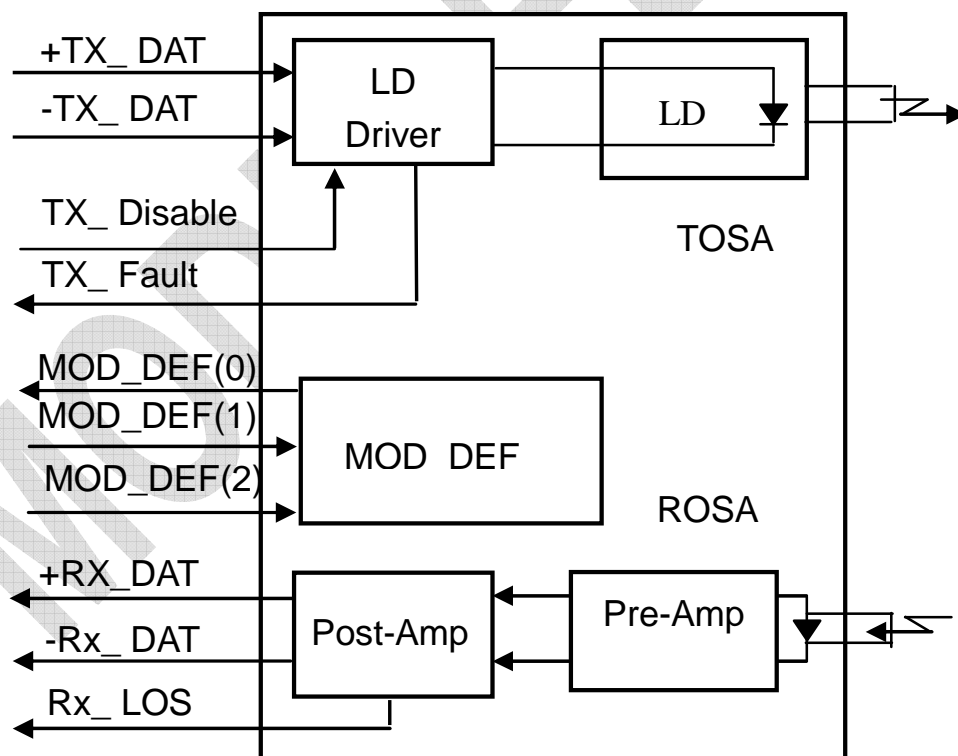 +TX_ DAT
LD
Driver
-TX_ DAT
LD
TX_ Disable
TOSA
TX_ Fault
MOD_DEF(0)
MOD_DEF(1)
MOD DEF
MOD_DEF(2)
ROSA
+RX_DAT
Post-Amp
Pre-Amp
-Rx_ DAT
Rx_ LOS